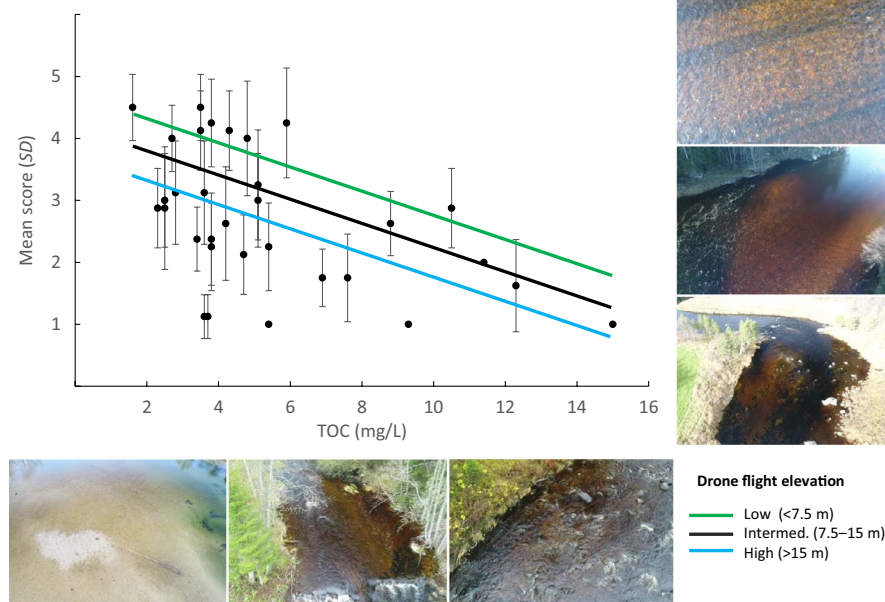 5
4
3
2
1
Mean score (SD)
2 4 6 8 10 12 14 16
TOC (mg/L)
Drone flight elevation
Low (<7.5 m)
Intermed. (7.5–15 m)
High (>15 m)